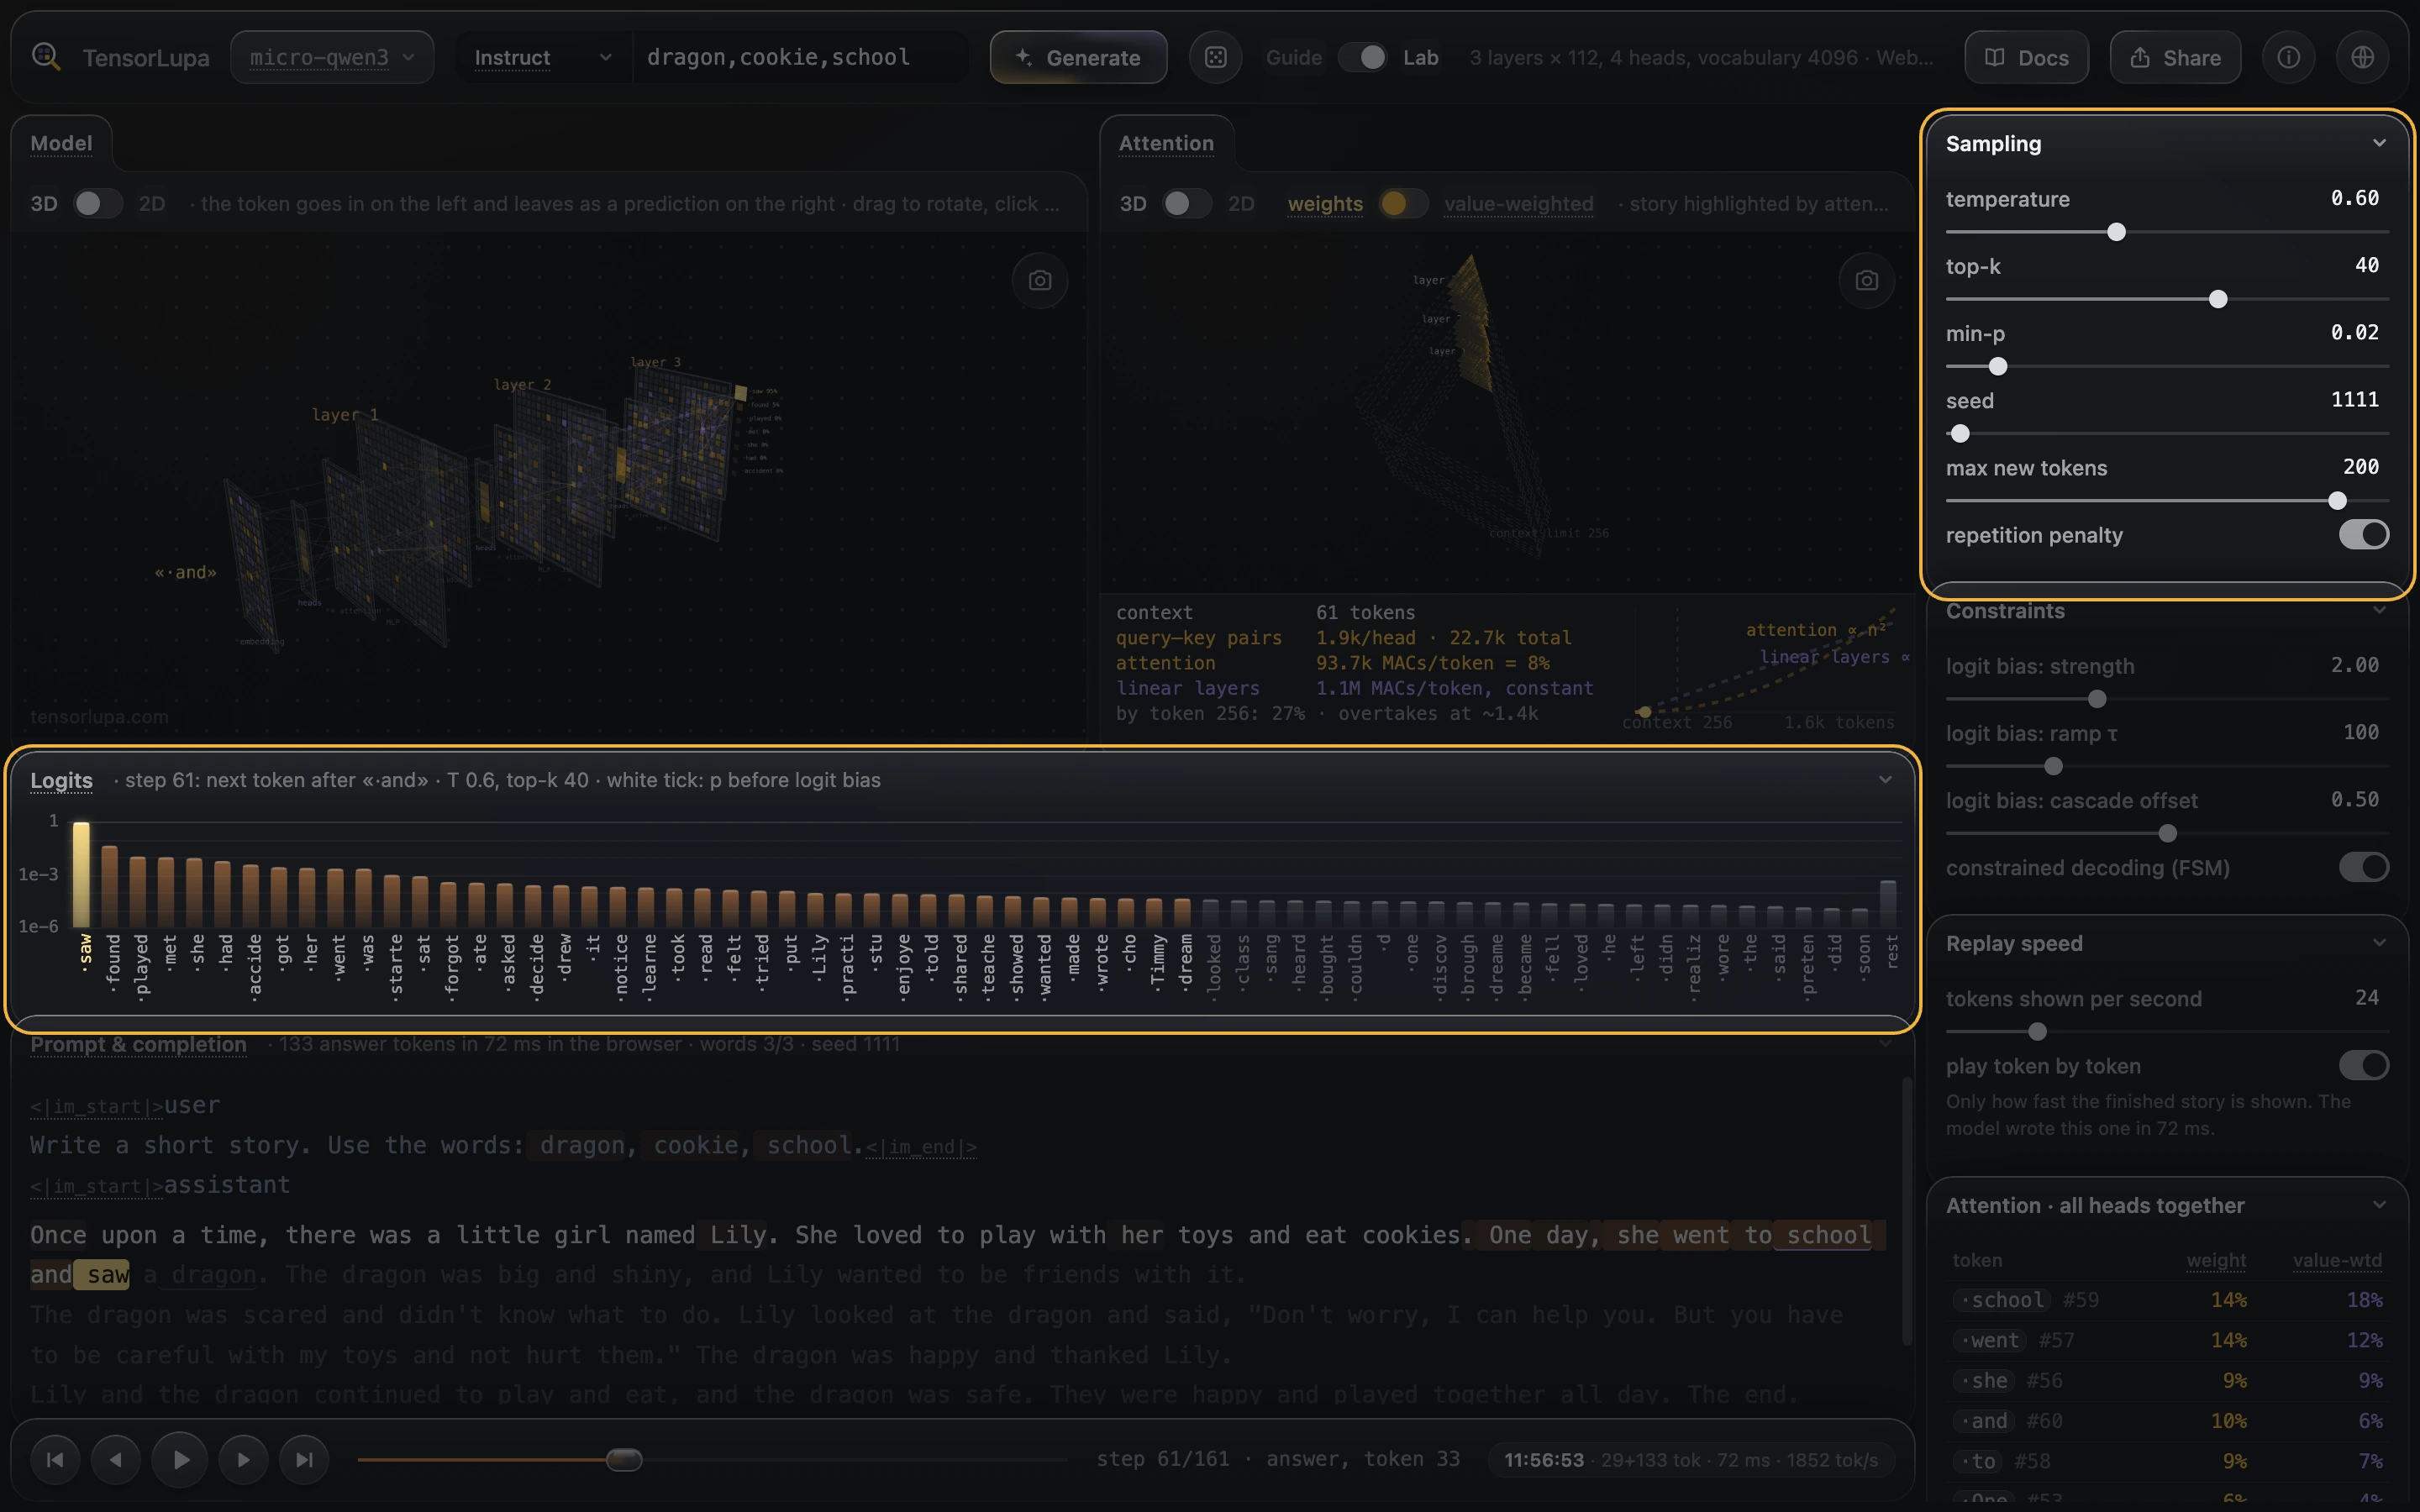 TensorLupa
micro-qwen3
Instruct
dragon,cookie,school
Generate
Guide
Lab
3 layers × 112, 4 heads, vocabulary 4096 · Web...
Docs
Share
Model
3D
2D
· the token goes in on the left and leaves as a prediction on the right · drag to rotate, click ...
layer 1
layer 2
layer 3
«·and»
embedding
heads
tensorlupa.com
Attention
3D
2D
weights
value-weighted
· story highlighted by atten...
layer
layer
layer
context limit 256
context 61 tokens
query–key pairs 1.9k/head · 22.7k total
attention 93.7k MACs/token = 8%
linear layers 1.1M MACs/token, constant
by token 256: 27% · overtakes at ~1.4k
attention ∝ n²
linear layers ∝
context 256
1.6k tokens
Sampling
temperature 0.60
top-k 40
min-p 0.02
seed 1111
max new tokens 200
repetition penalty
Constraints
logit bias: strength 2.00
logit bias: ramp τ 100
logit bias: cascade offset 0.50
constrained decoding (FSM)
Replay speed
tokens shown per second 24
play token by token
Only how fast the finished story is shown. The
model wrote this one in 72 ms.
Attention · all heads together
token weight value-wtd
·school #59 14% 18%
·went #57 14% 12%
·she #56 9% 9%
·and #60 10% 6%
·to #58 9% 7%
·One #53 6% 4%
Logits · step 61: next token after «·and» · T 0.6, top-k 40 · white tick: p before logit bias
1
1e−3
1e−6
·saw
·found
·played
·met
·she
·had
·accide
·got
·her
·went
·was
·starte
·sat
·forgot
·ate
·asked
·decide
·drew
·it
·notice
·learne
·took
·read
·felt
·tried
·put
·Lily
·practi
·stu
·enjoye
·told
·shared
·teache
·showed
·wanted
·made
·wrote
·cho
·Timmy
·dream
·looked
·class
·sang
·heard
·bought
·couldn
·d
·one
·discov
·brough
·dreame
·became
·fell
·loved
·he
·left
·didn
·realiz
·wore
·the
·said
·preten
·did
·soon
rest
Prompt & completion · 133 answer tokens in 72 ms in the browser · words 3/3 · seed 1111
<|im_start|>user
Write a short story. Use the words: dragon, cookie, school.<|im_end|>
<|im_start|>assistant
Once upon a time, there was a little girl named Lily. She loved to play with her toys and eat cookies. One day, she went to school
and saw a dragon. The dragon was big and shiny, and Lily wanted to be friends with it.
The dragon was scared and didn't know what to do. Lily looked at the dragon and said, "Don't worry, I can help you. But you have
to be careful with my toys and not hurt them." The dragon was happy and thanked Lily.
Lily and the dragon continued to play and eat, and the dragon was safe. They were happy and played together all day. The end.
step 61/161 · answer, token 33
11:56:53 · 29+133 tok · 72 ms · 1852 tok/s